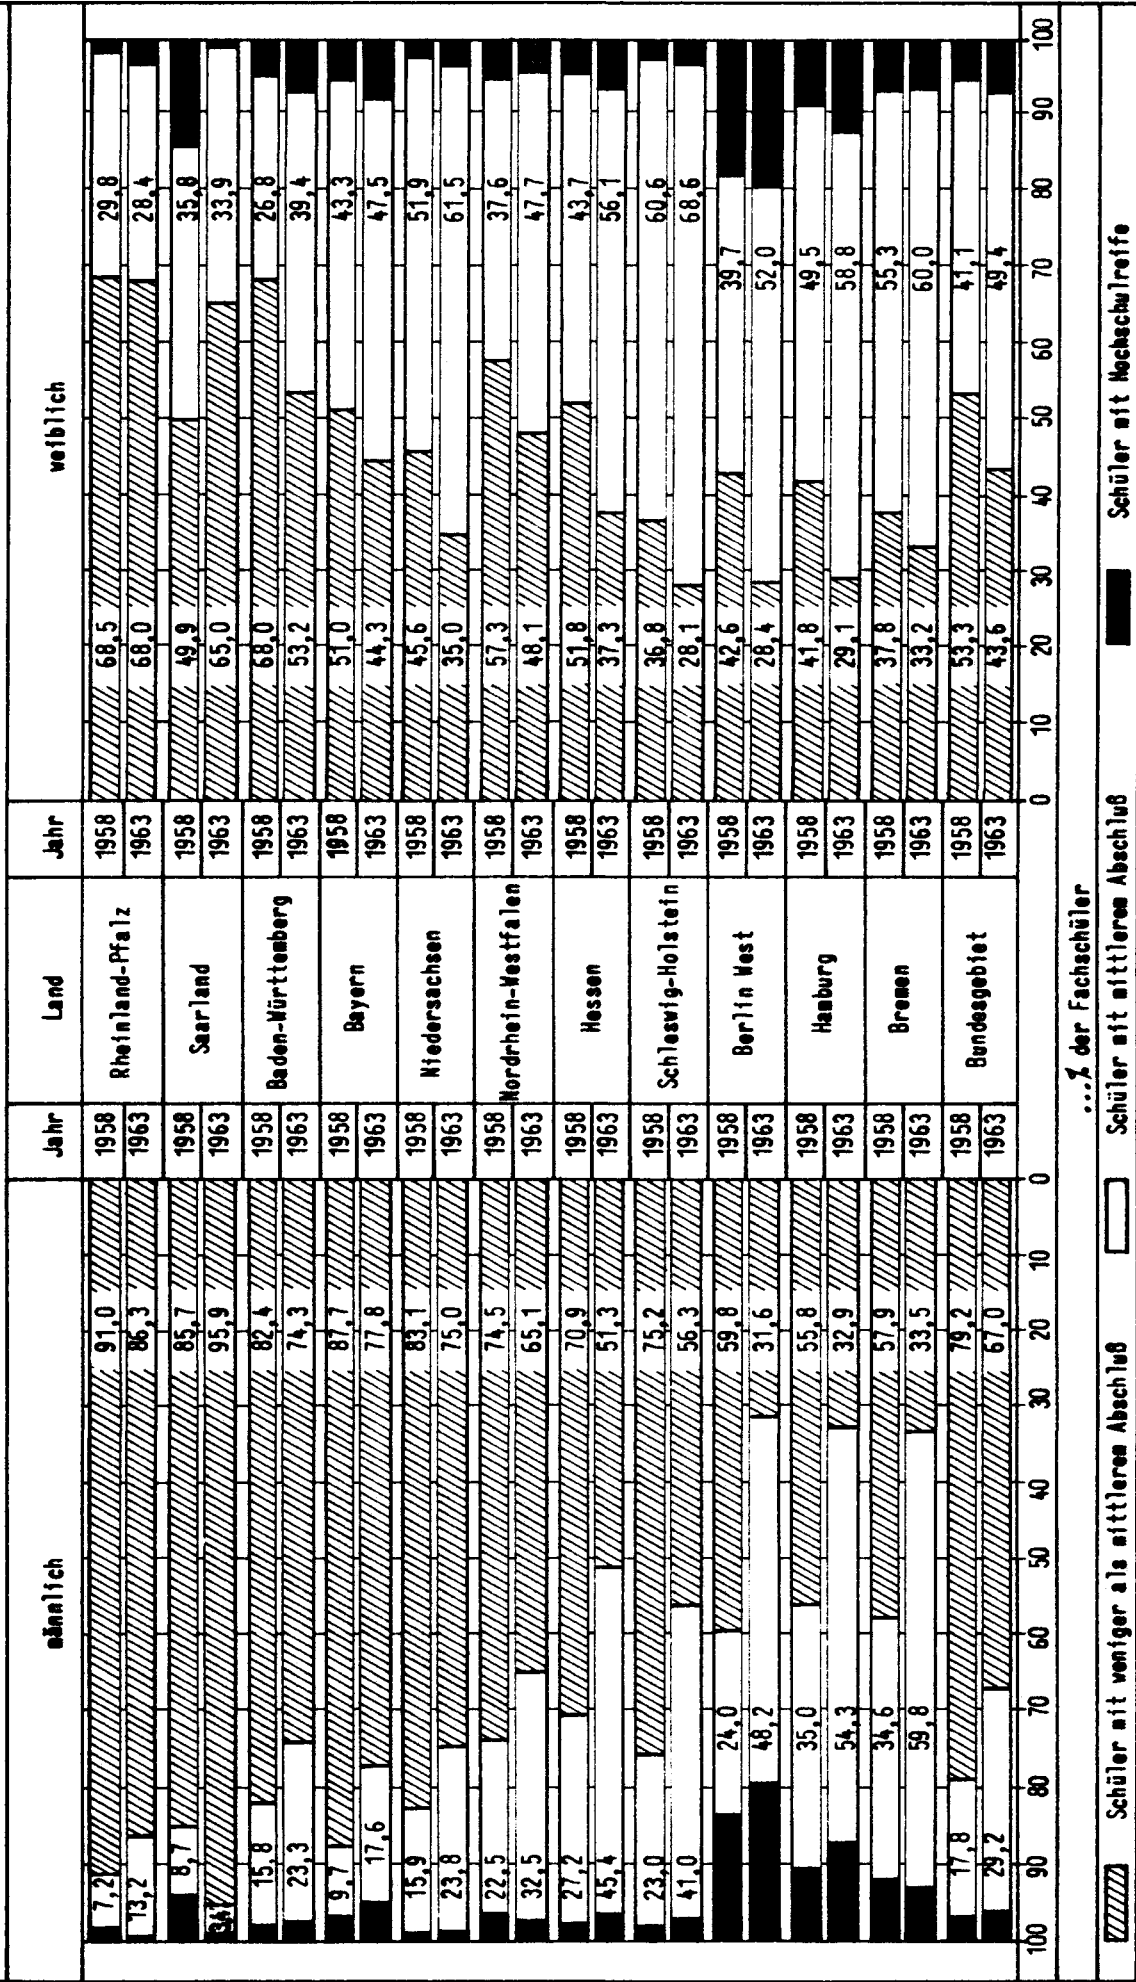 männlich Jahr Land Jahr weiblich
7,2 91,0 1958 Rheinland-Pfalz 1958 68,5 29,8
13,2 86,3 1963 1963 68,0 28,4
8,7 85,7 1958 Saarland 1958 49,9 35,8
95,9 1963 1963 65,0 33,9
15,8 82,4 1958 Baden-Württemberg 1958 68,0 26,8
23,3 74,3 1963 1963 53,2 39,4
9,7 87,7 1958 Bayern 1958 51,0 43,3
17,6 77,8 1963 1963 44,3 47,5
15,9 83,1 1958 Niedersachsen 1958 45,6 51,9
23,8 75,0 1963 1963 35,0 61,5
22,5 74,5 1958 Nordrhein-Westfalen 1958 57,3 37,6
32,5 65,1 1963 1963 48,1 47,7
27,2 70,9 1958 Hessen 1958 51,8 43,7
45,4 51,3 1963 1963 37,3 56,1
23,0 75,2 1958 Schleswig-Holstein 1958 36,8 60,6
41,0 56,3 1963 1963 28,1 68,6
24,0 59,8 1958 Berlin West 1958 42,6 39,7
48,2 31,6 1963 1963 28,4 52,0
35,0 55,8 1958 Hamburg 1958 41,8 49,5
54,3 32,9 1963 1963 29,1 58,8
34,6 57,9 1958 Bremen 1958 37,8 55,3
59,8 33,5 1963 1963 33,2 60,0
17,8 79,2 1958 Bundesgebiet 1958 53,3 41,1
29,2 67,0 1963 1963 43,6 49,4
100 90 80 70 60 50 40 30 20 10 0 0 10 20 30 40 50 60 70 80 90 100
...% der Fachschüler
Schüler mit weniger als mittlerem Abschluß Schüler mit mittlerem Abschluß Schüler mit Hochschulreife